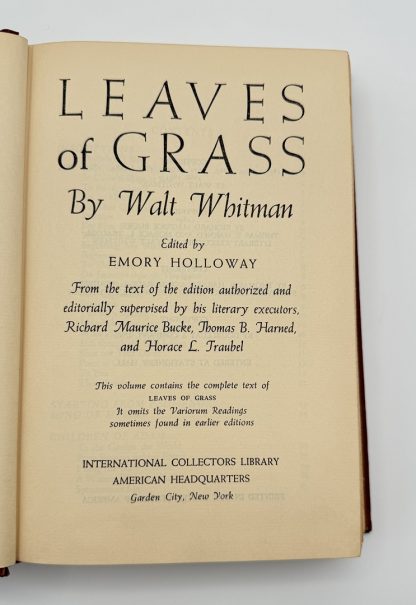 LEAVES
of GRASS
By Walt Whitman
Edited by
EMORY HOLLOWAY
From the text of the edition authorized and
editorially supervised by his literary executors,
Richard Maurice Bucke, Thomas B. Harned,
and Horace L. Traubel
This volume contains the complete text of
LEAVES OF GRASS
It omits the Variorum Readings
sometimes found in earlier editions
INTERNATIONAL COLLECTORS LIBRARY
AMERICAN HEADQUARTERS
Garden City, New York